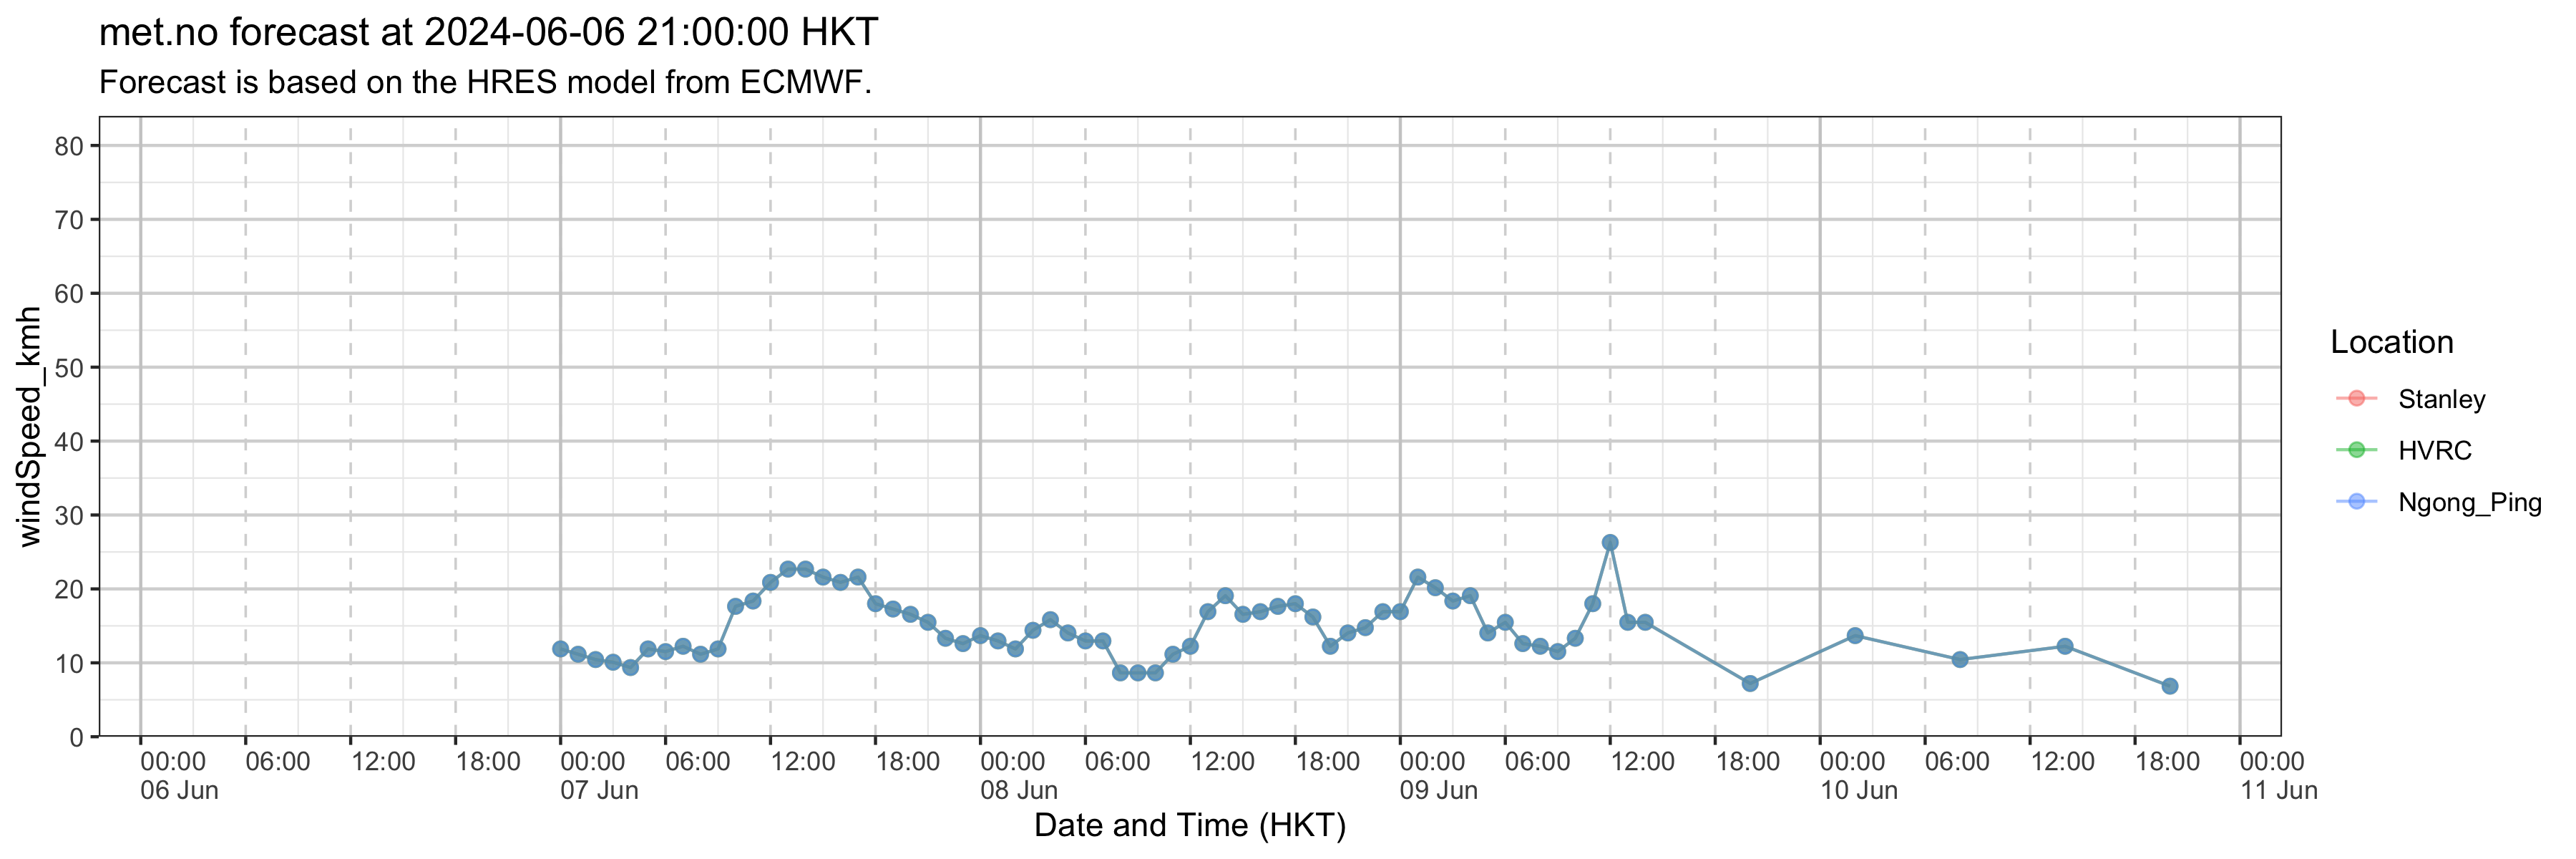 met.no forecast at 2024-06-06 21:00:00 HKT
Forecast is based on the HRES model from ECMWF.
windSpeed_kmh
80
70
60
50
40
30
20
10
0
00:00 06:00 12:00 18:00 00:00 06:00 12:00 18:00 00:00 06:00 12:00 18:00 00:00 06:00 12:00 18:00 00:00 06:00 12:00 18:00 00:00
06 Jun 07 Jun 08 Jun 09 Jun 10 Jun 11 Jun
Date and Time (HKT)
Location
Stanley
HVRC
Ngong_Ping